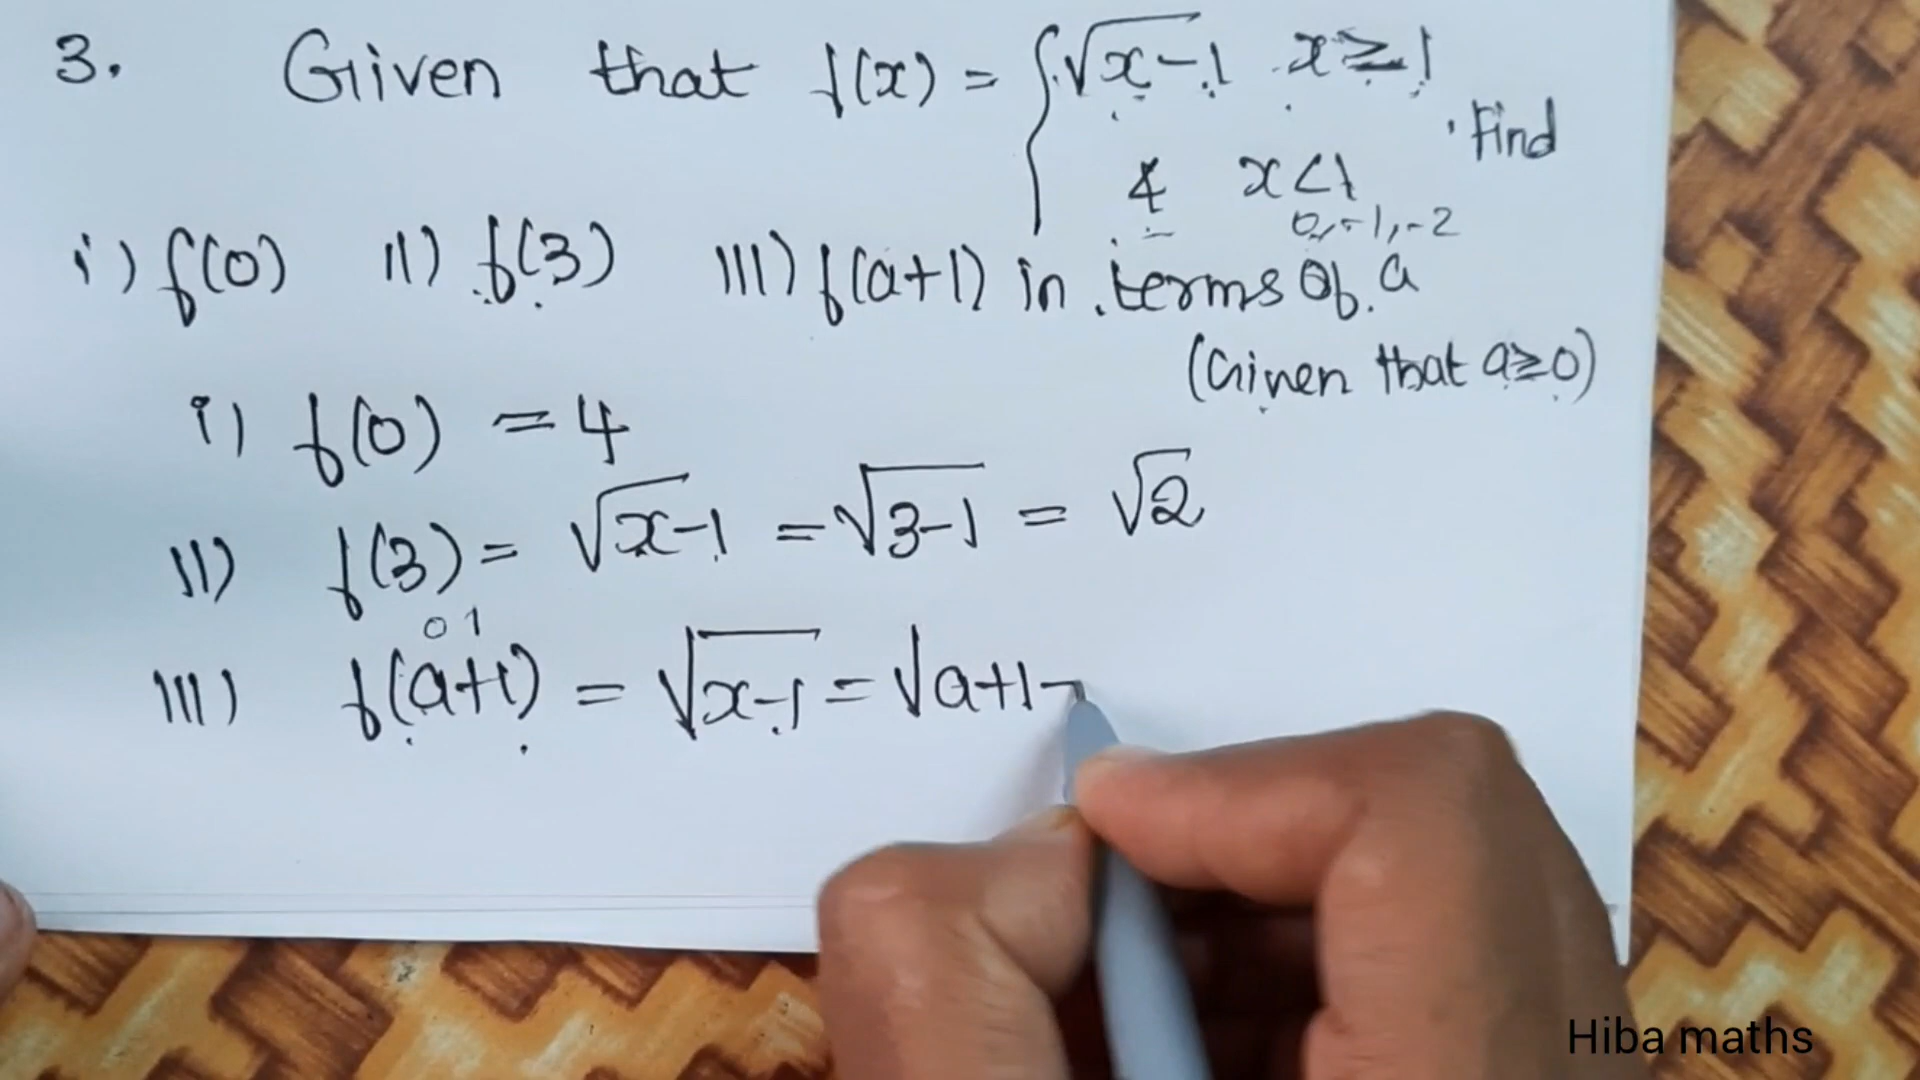 3. Given that f(x) = { √x-1 x≥1
4 x<1 . Find
0, -1, -2
i) f(0) ii) f(3) iii) f(a+1) in terms of a
(Given that a≥0)
i) f(0) = 4
ii) f(3) = √x-1 = √3-1 = √2
0 1
iii) f(a+1) = √x-1 = √a+1-
Hiba maths